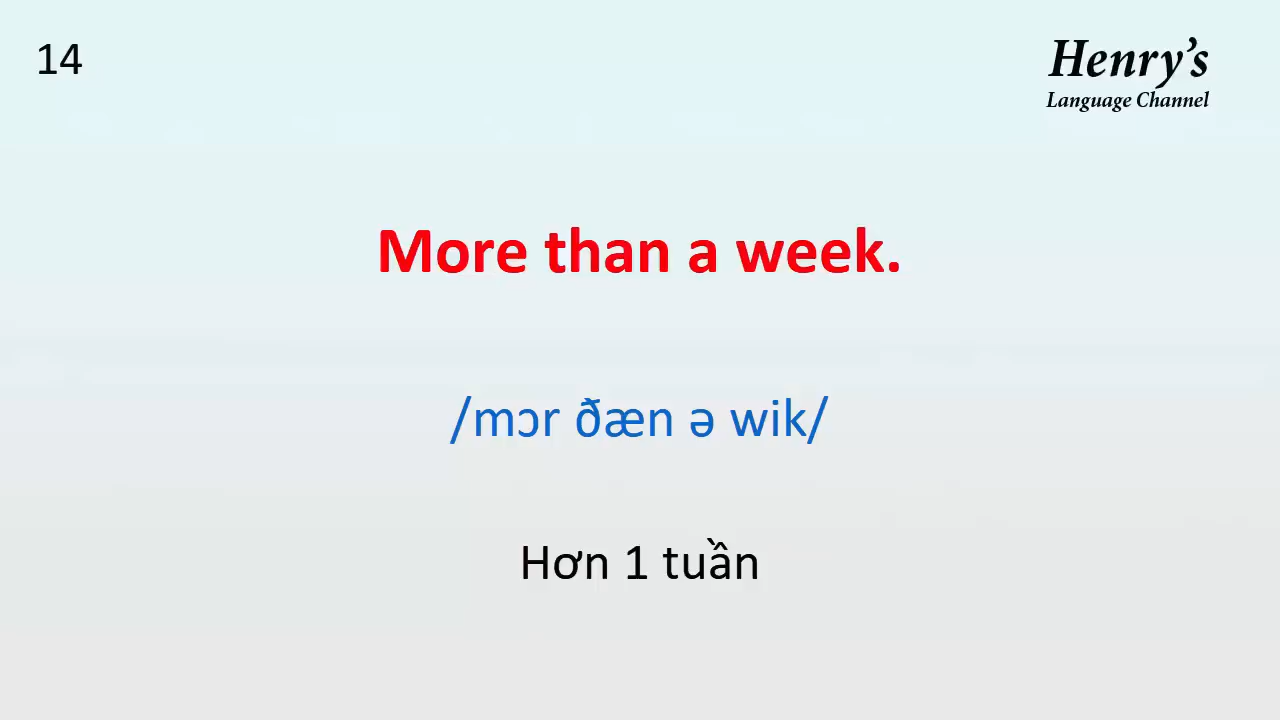 14
Henry’s
Language Channel
More than a week.
/mɔr ðæn ə wik/
Hơn 1 tuần